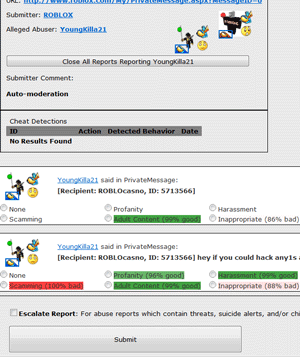 URL: http://www.roblox.com/My/PrivateMessage.aspx?MessageID=0
Submitter: ROBLOX
Alleged Abuser: YoungKilla21
Close All Reports Reporting YoungKilla21
Submitter Comment:
Auto-moderation
Cheat Detections
ID Action Detected Behavior Date
No Results Found
YoungKilla21 said in PrivateMessage:
[Recipient: ROBLOcasno, ID: 5713566]
None Profanity Harassment
Scamming Adult Content (99% good) Inappropriate (86% bad)
YoungKilla21 said in PrivateMessage:
[Recipient: ROBLOcasno, ID: 5713566] hey if you could hack any1s a
None Profanity (96% good) Harassment (99% good)
Scamming (100% bad) Adult Content (99% good) Inappropriate (88% bad)
Escalate Report: For abuse reports which contain threats, suicide alerts, and/or chi
Submit